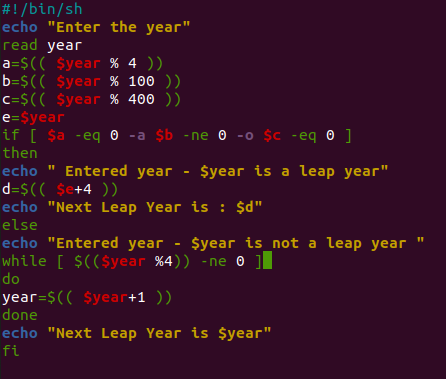 #!/bin/sh
echo "Enter the year"
read year
a=$(( $year % 4 ))
b=$(( $year % 100 ))
c=$(( $year % 400 ))
e=$year
if [ $a -eq 0 -a $b -ne 0 -o $c -eq 0 ]
then
echo " Entered year - $year is a leap year"
d=$(( $e+4 ))
echo "Next Leap Year is : $d"
else
echo "Entered year - $year is not a leap year "
while [ $(($year %4)) -ne 0 ]
do
year=$(( $year+1 ))
done
echo "Next Leap Year is $year"
fi